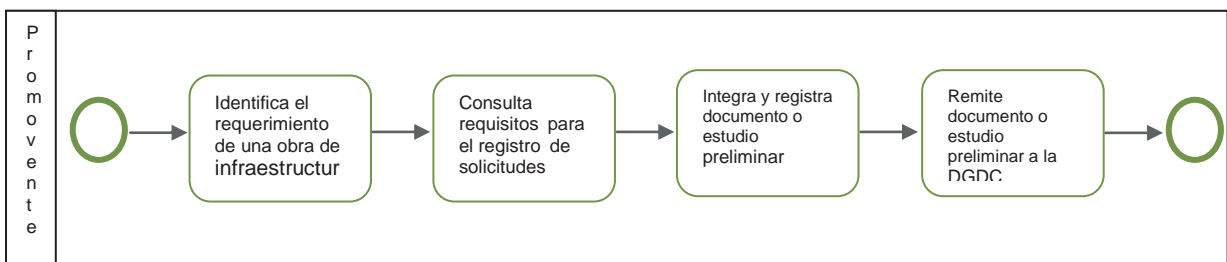 Promovente
Identifica el
requerimiento
de una obra de
infraestructur
Consulta
requisitos para
el registro de
solicitudes
Integra y registra
documento o
estudio
preliminar
Remite
documento o
estudio
preliminar a la
DGDC